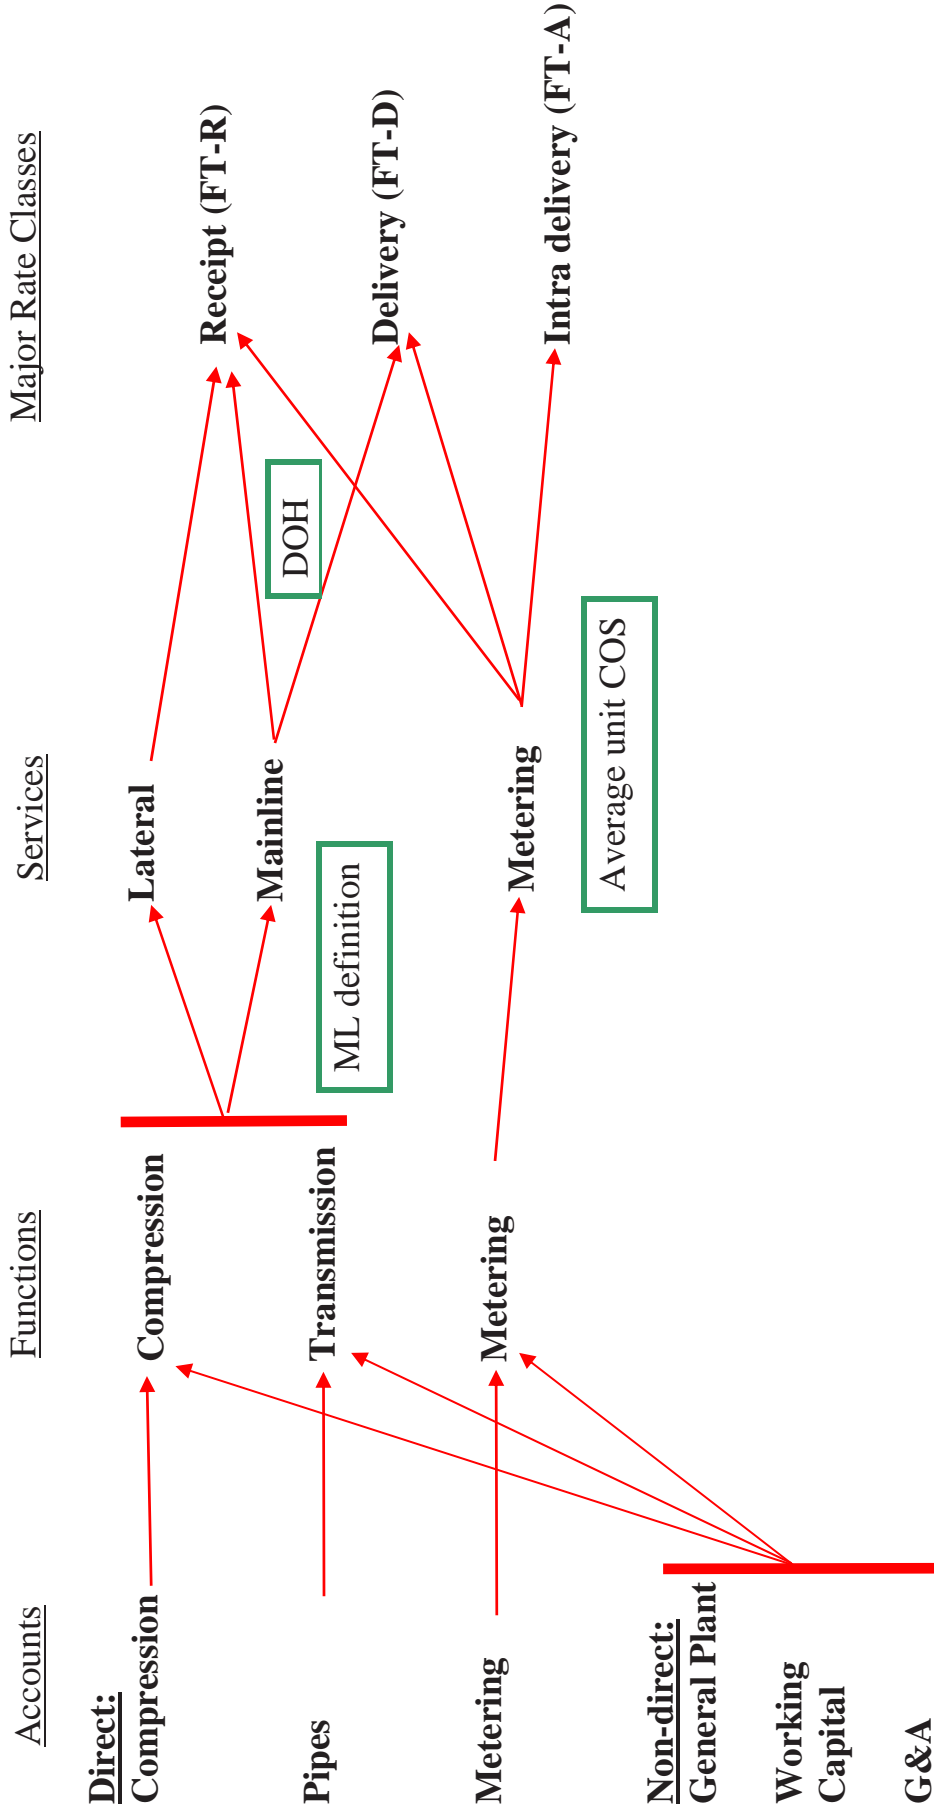 Accounts
Functions
Services
Major Rate Classes
Direct:
Compression
Compression
Lateral
Receipt (FT-R)
DOH
Pipes
Transmission
Mainline
Delivery (FT-D)
ML definition
Metering
Metering
Metering
Intra delivery (FT-A)
Average unit COS
Non-direct:
General Plant
Working
Capital
G&A